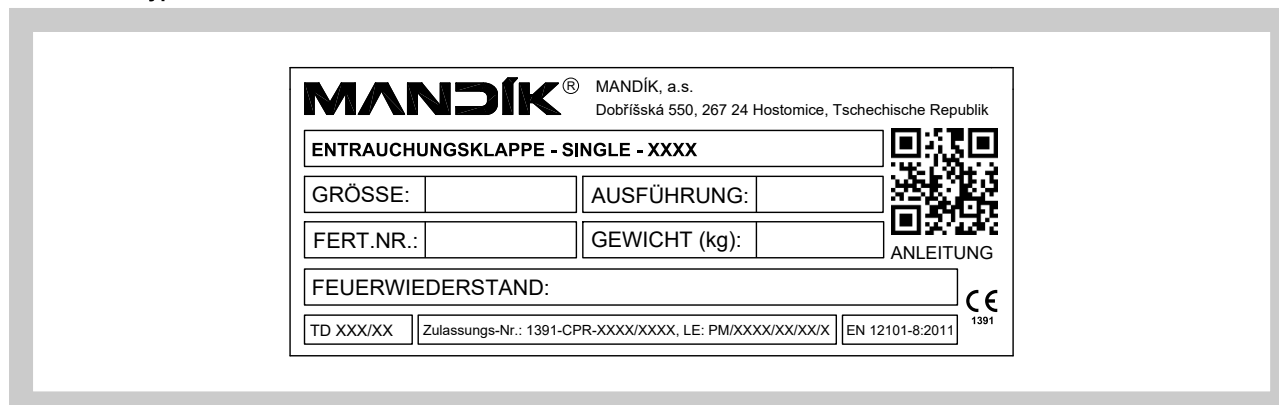 MANDÍK® MANDÍK, a.s.
Dobříšská 550, 267 24 Hostomice, Tschechische Republik
ENTRAUCHUNGSKLAPPE - SINGLE - XXXX
GRÖSSE: AUSFÜHRUNG:
FERT.NR.: GEWICHT (kg):
ANLEITUNG
FEUERWIEDERSTAND:
CE
1391
TD XXX/XX Zulassungs-Nr.: 1391-CPR-XXXX/XXXX, LE: PM/XXXX/XX/XX/X EN 12101-8:2011